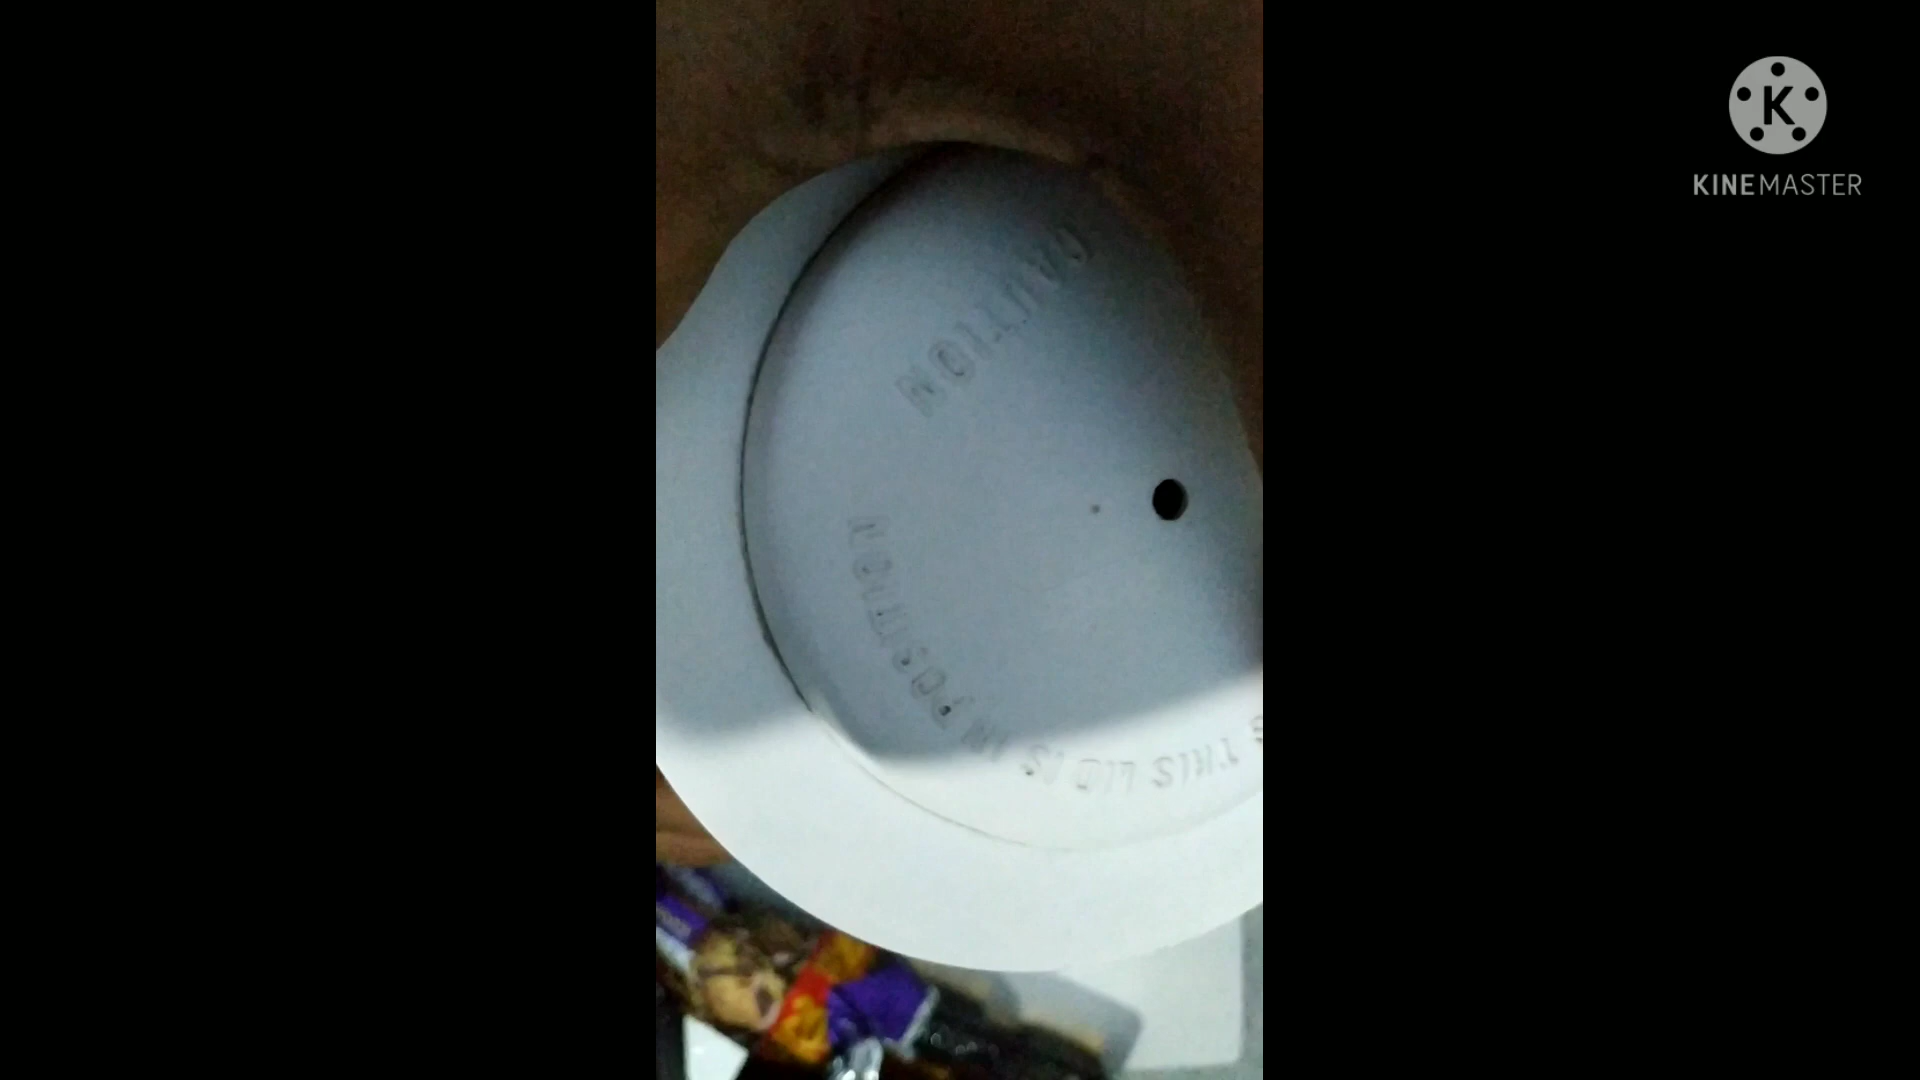 K
KINEMASTER
CAUTION
THIS LID IS IN POSITION